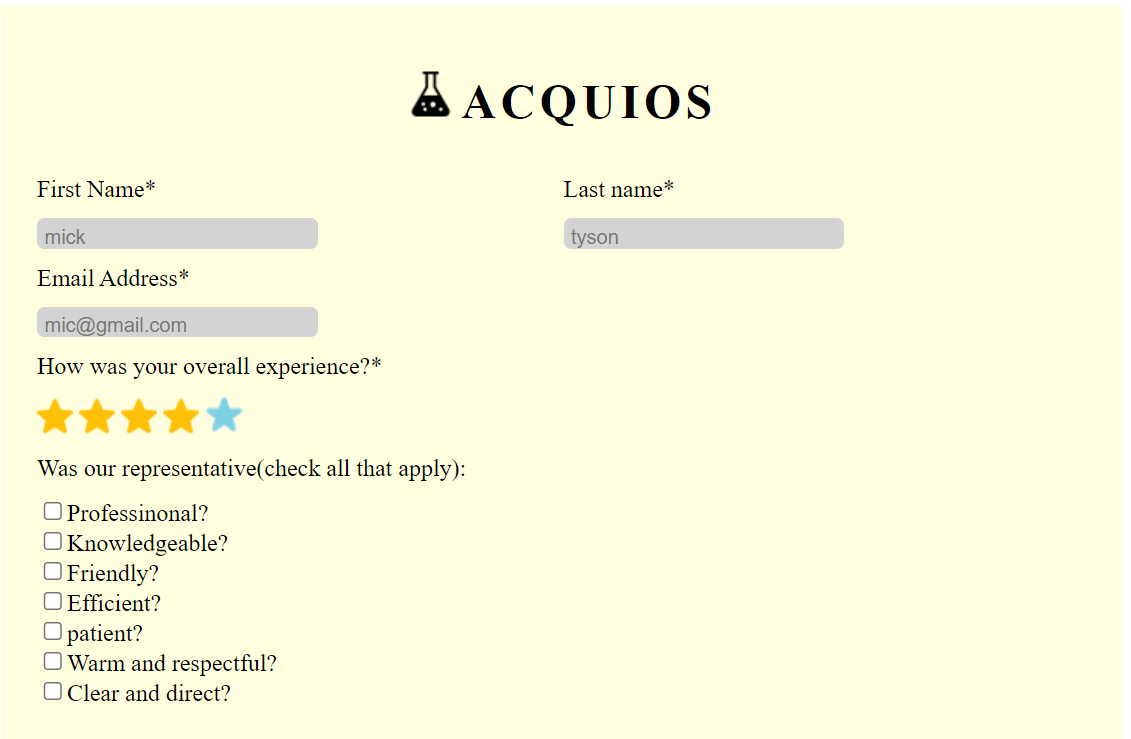 ACQUIOS
First Name* Last name*
mick tyson
Email Address*
mic@gmail.com
How was your overall experience?*
Was our representative(check all that apply):
Professinonal?
Knowledgeable?
Friendly?
Efficient?
patient?
Warm and respectful?
Clear and direct?